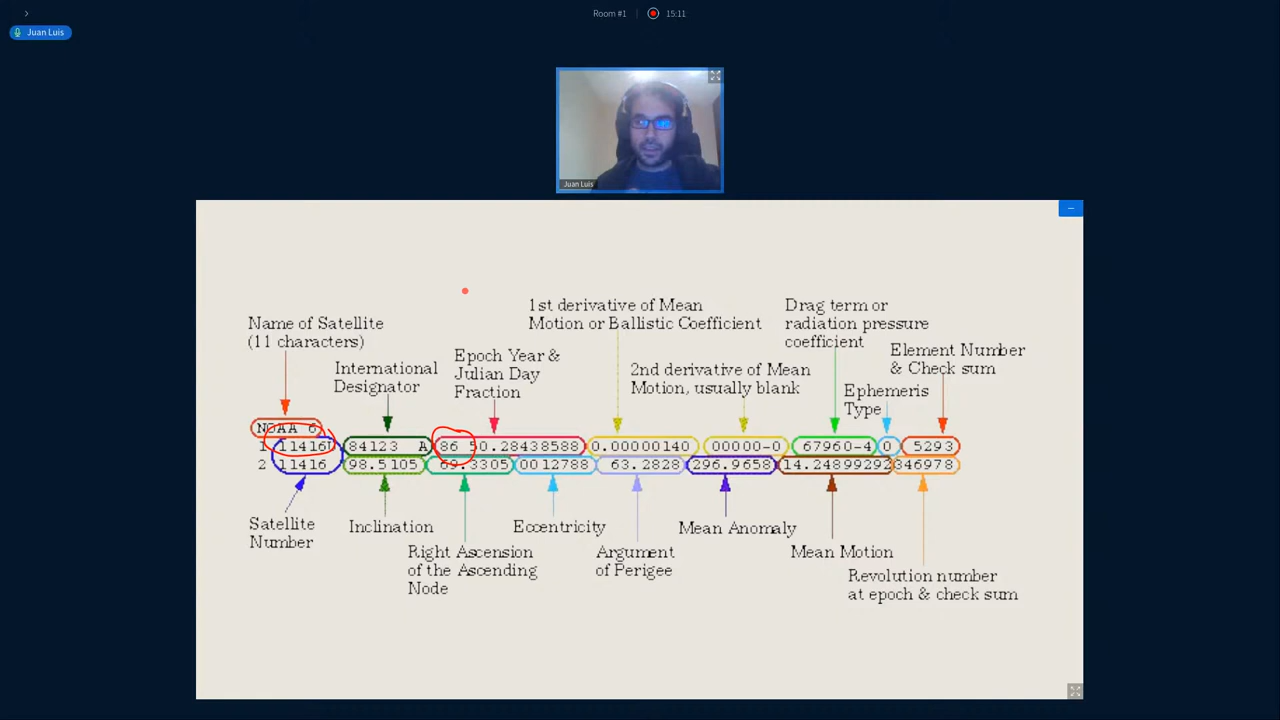 Room #1 15:11
Juan Luis
Juan Luis
1st derivative of Mean
Motion or Ballistic Coefficient
Drag term or
radiation pressure
coefficient
Name of Satellite
(11 characters)
International
Designator
Epoch Year &
Julian Day
Fraction
2nd derivative of Mean
Motion, usually blank
Element Number
& Check sum
Ephemeris
Type
NOAA 6
1 11416U 84123 A 86 50.28438588 0.00000140 00000-0 67960-4 0 5293
2 11416 98.5105 69.3305 0012788 63.2828 296.9658 14.24899292 346978
Satellite
Number
Inclination
Right Ascension
of the Ascending
Node
Eccentricity
Argument
of Perigee
Mean Anomaly
Mean Motion
Revolution number
at epoch & check sum